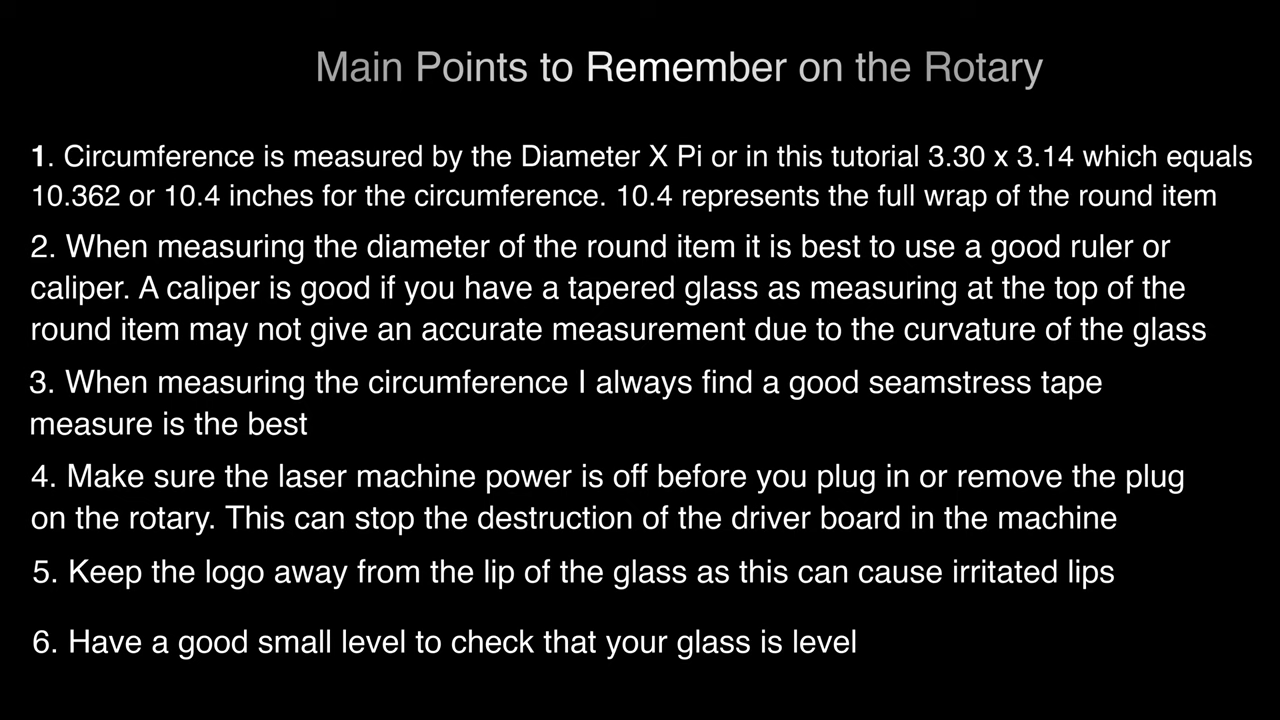 Main Points to Remember on the Rotary
1. Circumference is measured by the Diameter X Pi or in this tutorial 3.30 x 3.14 which equals
10.362 or 10.4 inches for the circumference. 10.4 represents the full wrap of the round item
2. When measuring the diameter of the round item it is best to use a good ruler or
caliper. A caliper is good if you have a tapered glass as measuring at the top of the
round item may not give an accurate measurement due to the curvature of the glass
3. When measuring the circumference I always find a good seamstress tape
measure is the best
4. Make sure the laser machine power is off before you plug in or remove the plug
on the rotary. This can stop the destruction of the driver board in the machine
5. Keep the logo away from the lip of the glass as this can cause irritated lips
6. Have a good small level to check that your glass is level